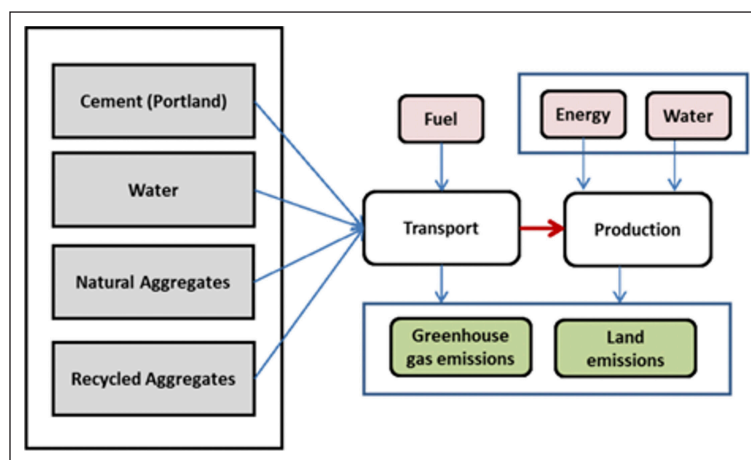 Cement (Portland)
Water
Natural Aggregates
Recycled Aggregates
Fuel
Energy
Water
Transport
Production
Greenhouse
gas emissions
Land
emissions